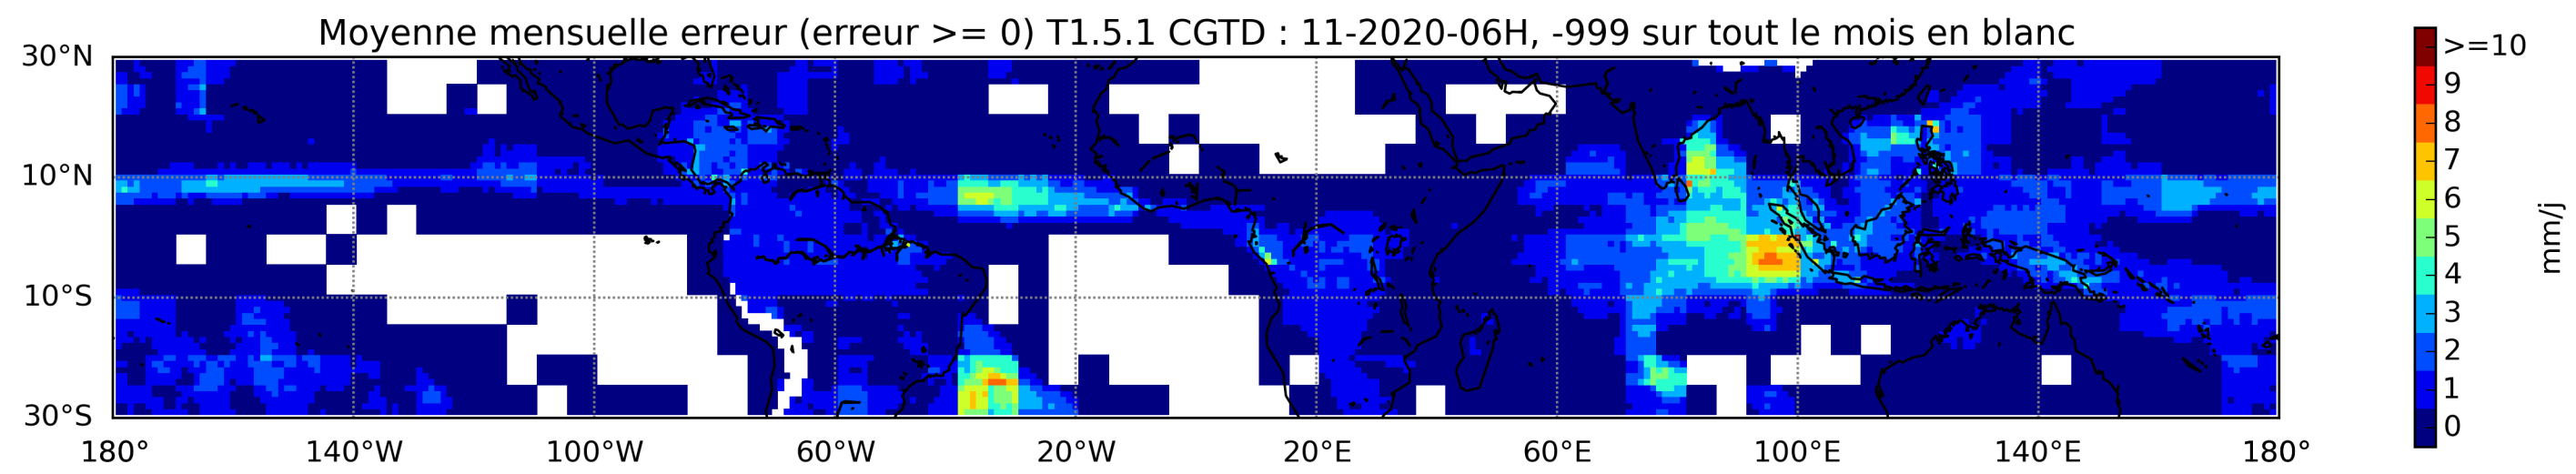 Moyenne mensuelle erreur (erreur >= 0) T1.5.1 CGTD : 11-2020-06H, -999 sur tout le mois en blanc
30°N
10°N
10°S
30°S
180° 140°W 100°W 60°W 20°W 20°E 60°E 100°E 140°E 180°
>=10
9
8
7
6
5
4
3
2
1
0
mm/j